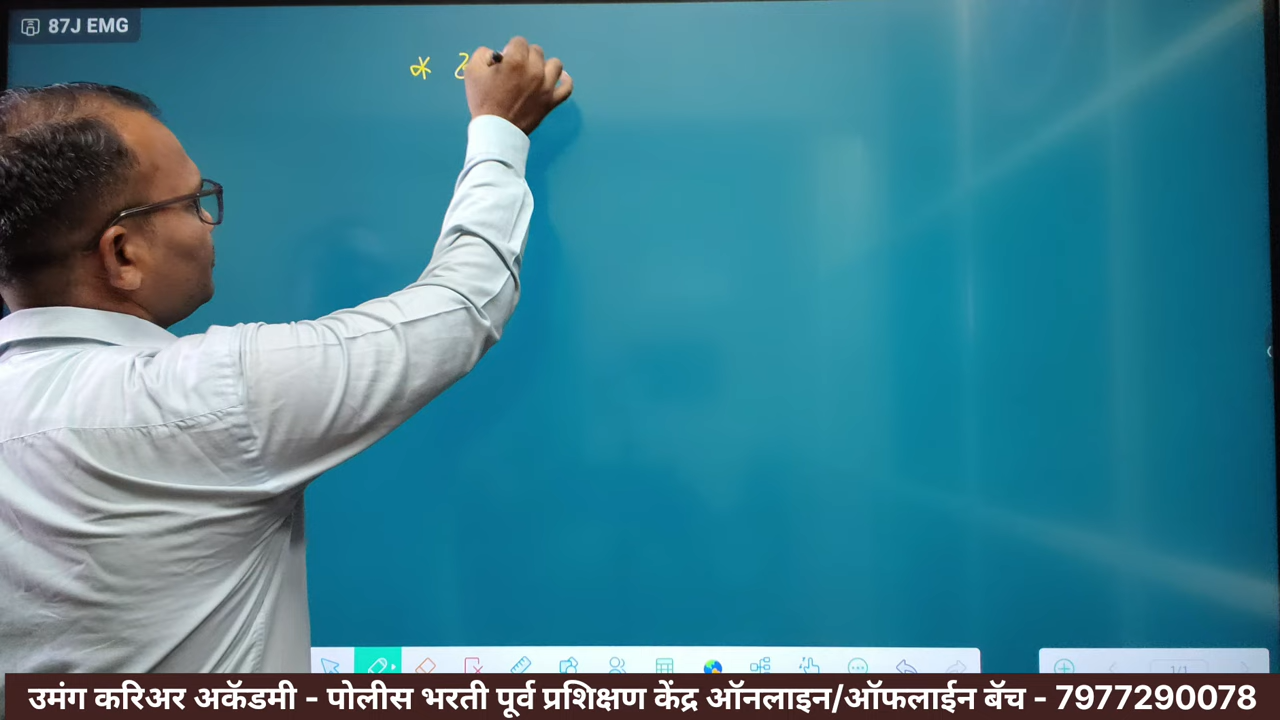 87J EMG
*
उमंग करिअर अकॅडमी - पोलीस भरती पूर्व प्रशिक्षण केंद्र ऑनलाइन/ऑफलाईन बॅच - 7977290078